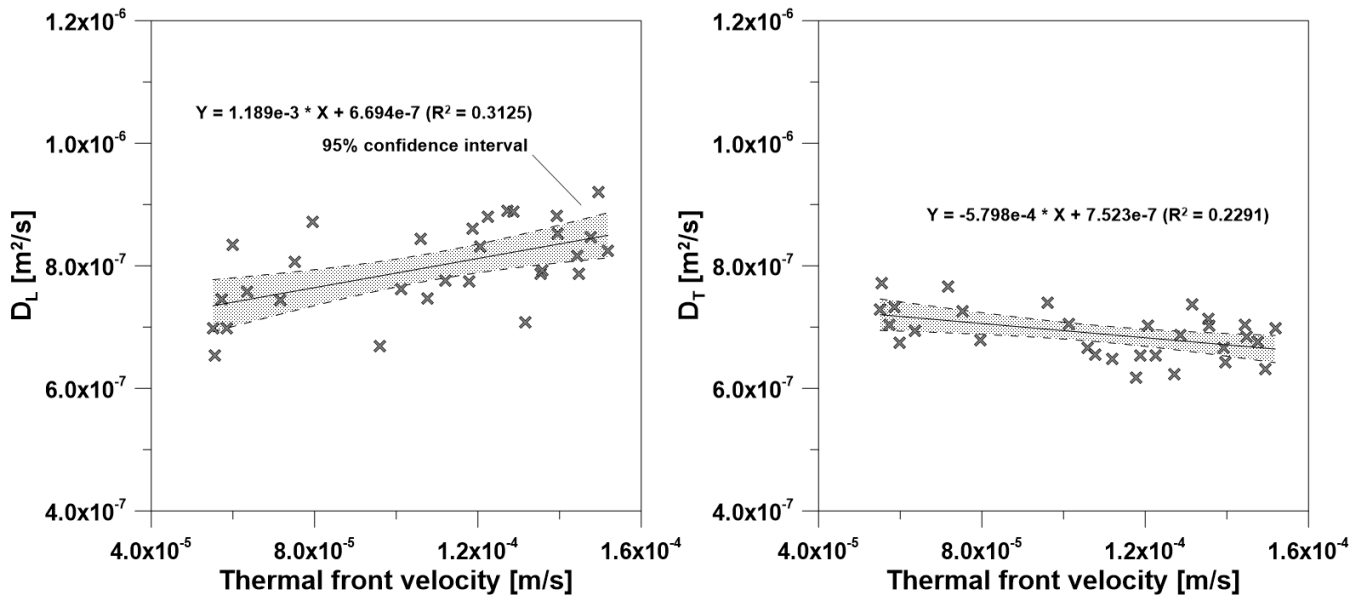 1.2x10⁻⁶
1.0x10⁻⁶
8.0x10⁻⁷
6.0x10⁻⁷
4.0x10⁻⁷
D_L [m²/s]
Y = 1.189e-3 * X + 6.694e-7 (R² = 0.3125)
95% confidence interval
4.0x10⁻⁵ 8.0x10⁻⁵ 1.2x10⁻⁴ 1.6x10⁻⁴
Thermal front velocity [m/s]
1.2x10⁻⁶
1.0x10⁻⁶
8.0x10⁻⁷
6.0x10⁻⁷
4.0x10⁻⁷
D_T [m²/s]
Y = -5.798e-4 * X + 7.523e-7 (R² = 0.2291)
4.0x10⁻⁵ 8.0x10⁻⁵ 1.2x10⁻⁴ 1.6x10⁻⁴
Thermal front velocity [m/s]